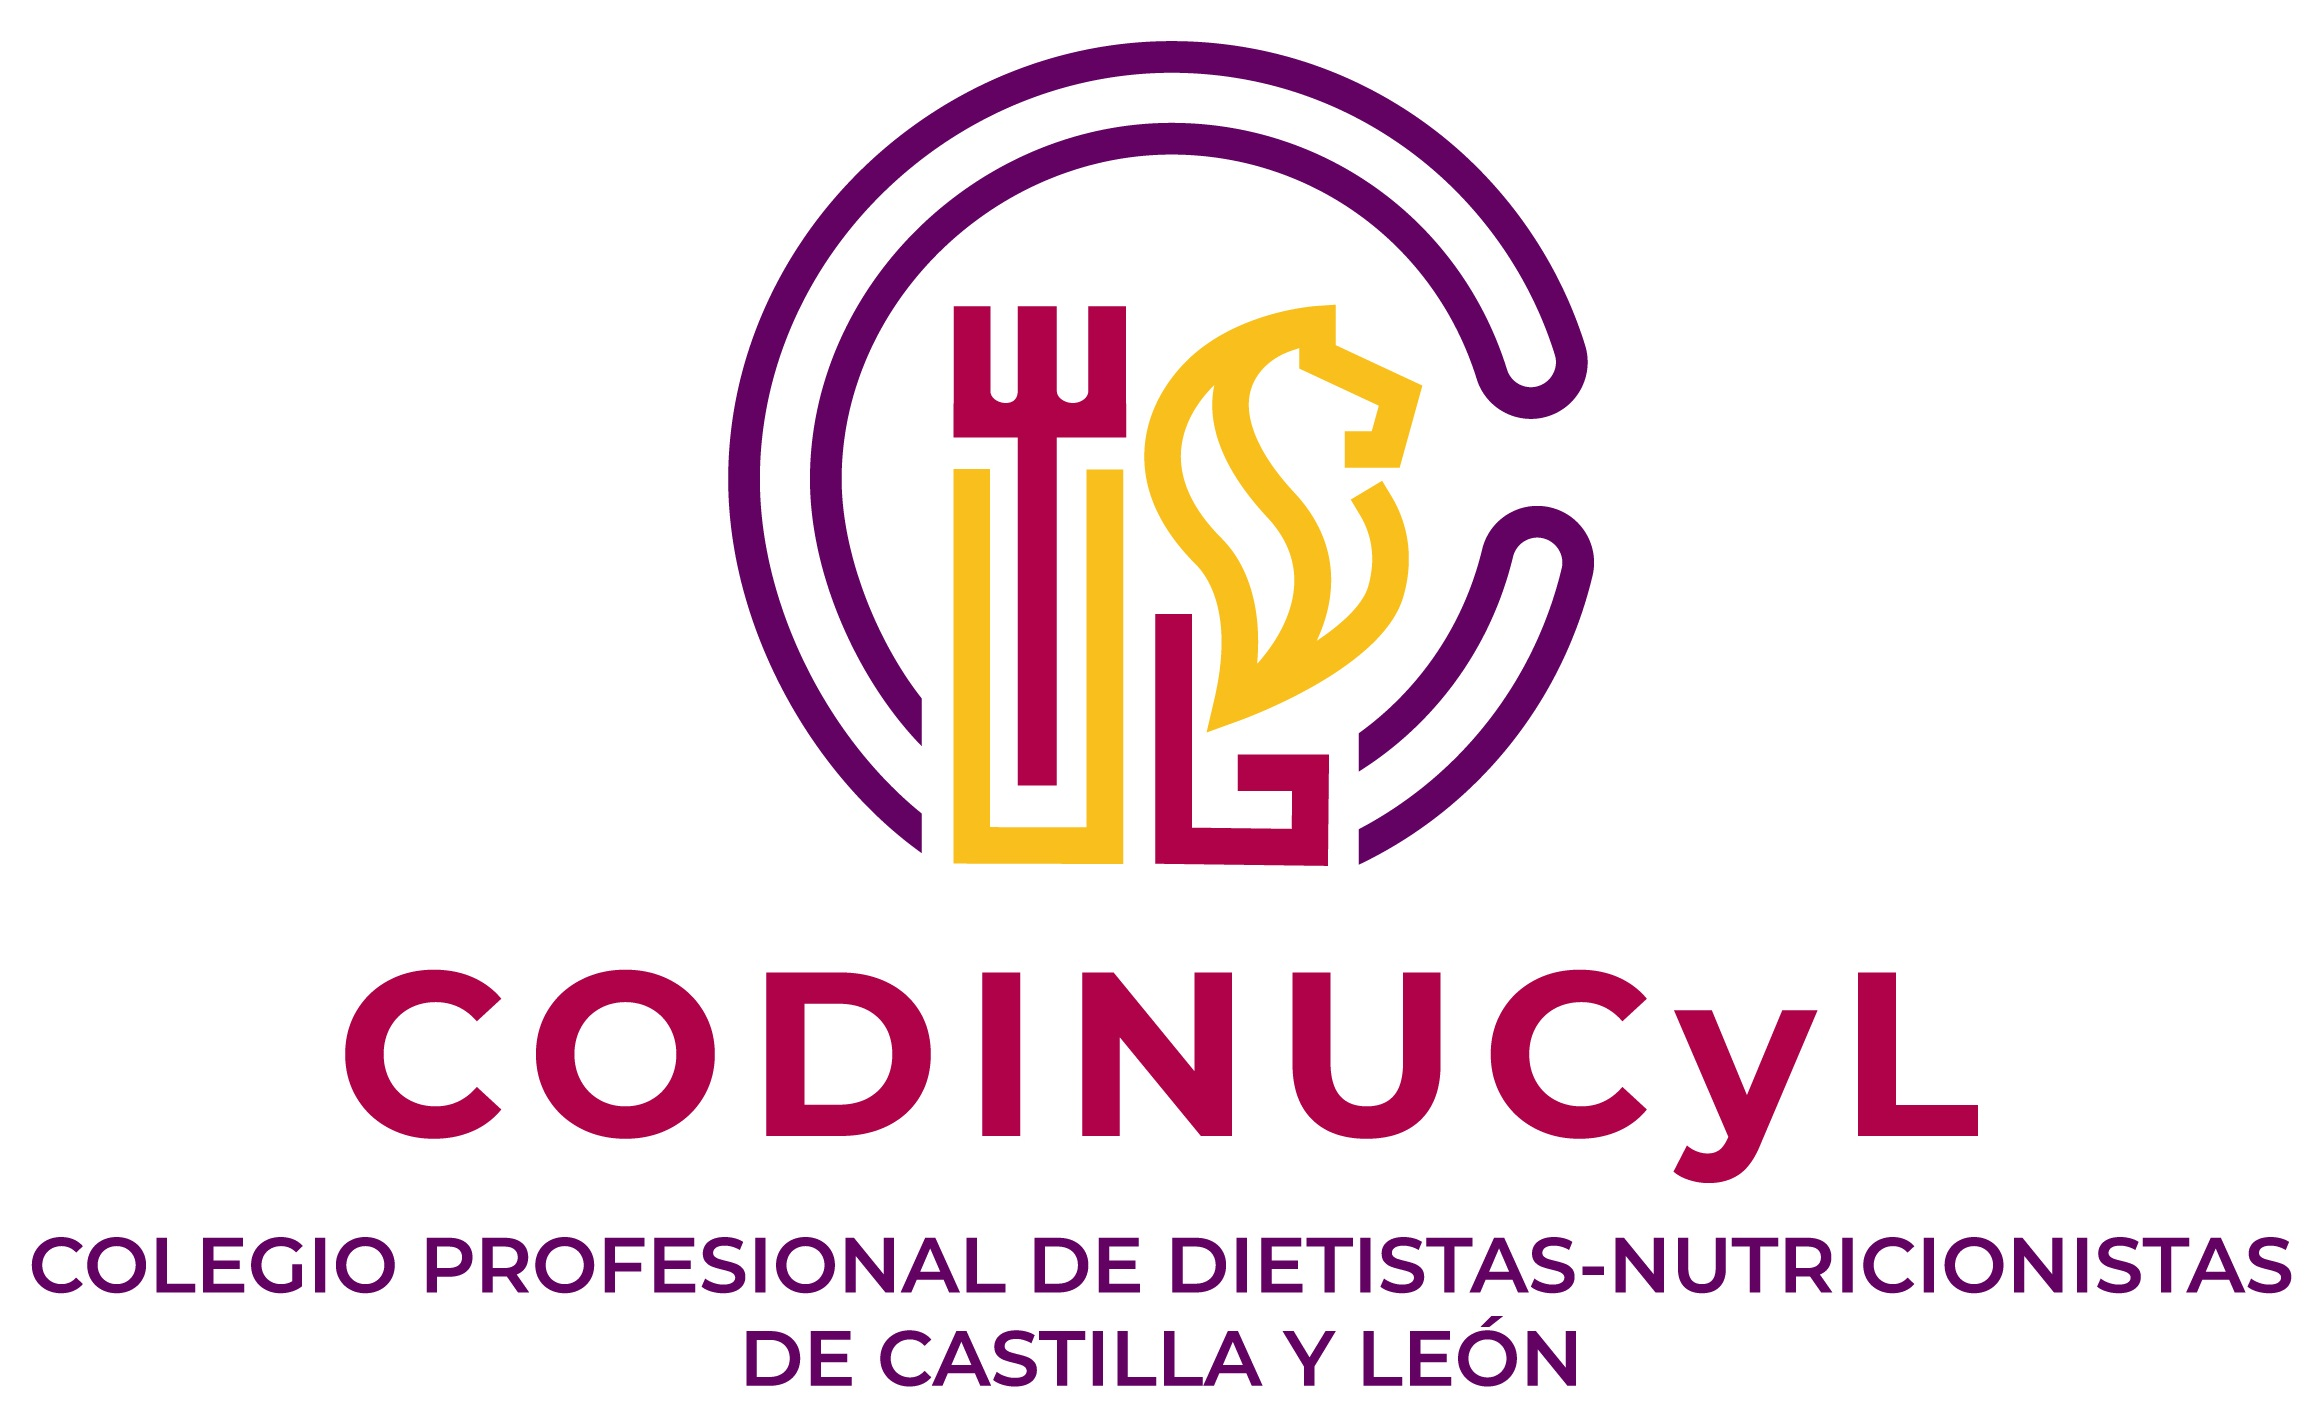 CODINUCyL
COLEGIO PROFESIONAL DE DIETISTAS-NUTRICIONISTAS
DE CASTILLA Y LEÓN